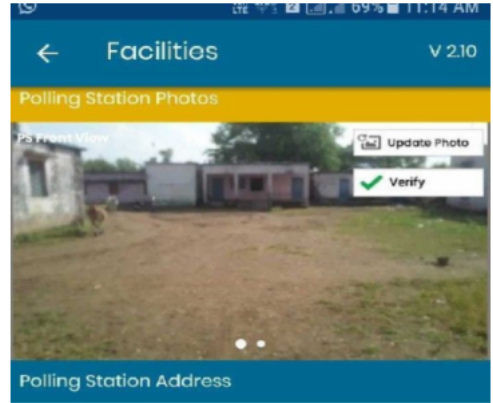 69% 11:14 AM
← Facilities V 2.10
Polling Station Photos
Ps Front View
Update Photo
Verify
Polling Station Address